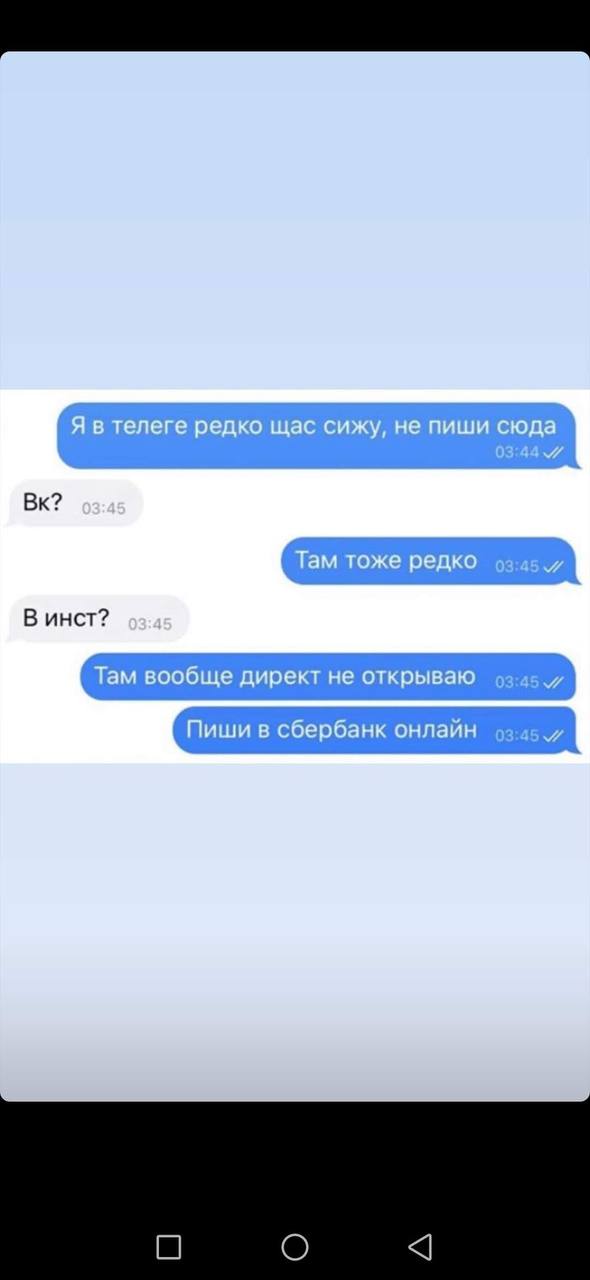 Я в телеге редко щас сижу, не пиши сюда
03:44
Вк? 03:45
Там тоже редко 03:45
В инст? 03:45
Там вообще директ не открываю 03:45
Пиши в сбербанк онлайн 03:45